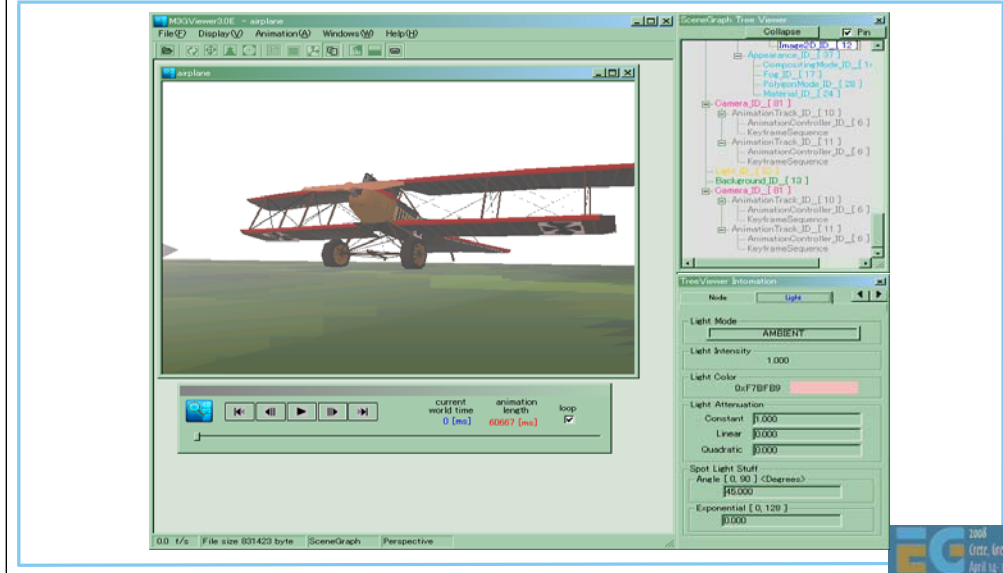 M3GViewer3.0E - airplane
File(F) Display(V) Animation(A) Windows(W) Help(H)
airplane
current world time
0 [ms]
animation length
60667 [ms]
loop
0.0 f/s File size 831423 byte SceneGraph Perspective
SceneGraph Tree Viewer
Collapse Pin
Image2D_ID_[ 12 ]
Appearance_ID_[ 37 ]
CompositingMode_ID_[
Fog_ID_[ 17 ]
PolygonMode_ID_[ 28 ]
Material_ID_[ 24 ]
Camera_ID_[ 81 ]
AnimationTrack_ID_[ 10 ]
AnimationController_ID_[ 6 ]
KeyframeSequence
AnimationTrack_ID_[ 11 ]
AnimationController_ID_[ 6 ]
KeyframeSequence
Background_ID_[ 13 ]
Camera_ID_[ 81 ]
AnimationTrack_ID_[ 10 ]
AnimationController_ID_[ 6 ]
KeyframeSequence
AnimationTrack_ID_[ 11 ]
AnimationController_ID_[ 6 ]
KeyframeSequence
TreeViewer Intomation
Node Light
Light Mode
AMBIENT
Light Intensity
1.000
Light Color
0xF7BFB9
Light Attenuation
Constant 1.000
Linear 0.000
Quadratic 0.000
Spot Light Stuff
Angle [ 0, 90 ] <Degrees>
45.000
Exponential [ 0, 128 ]
0.000
EG
2008
April 14-